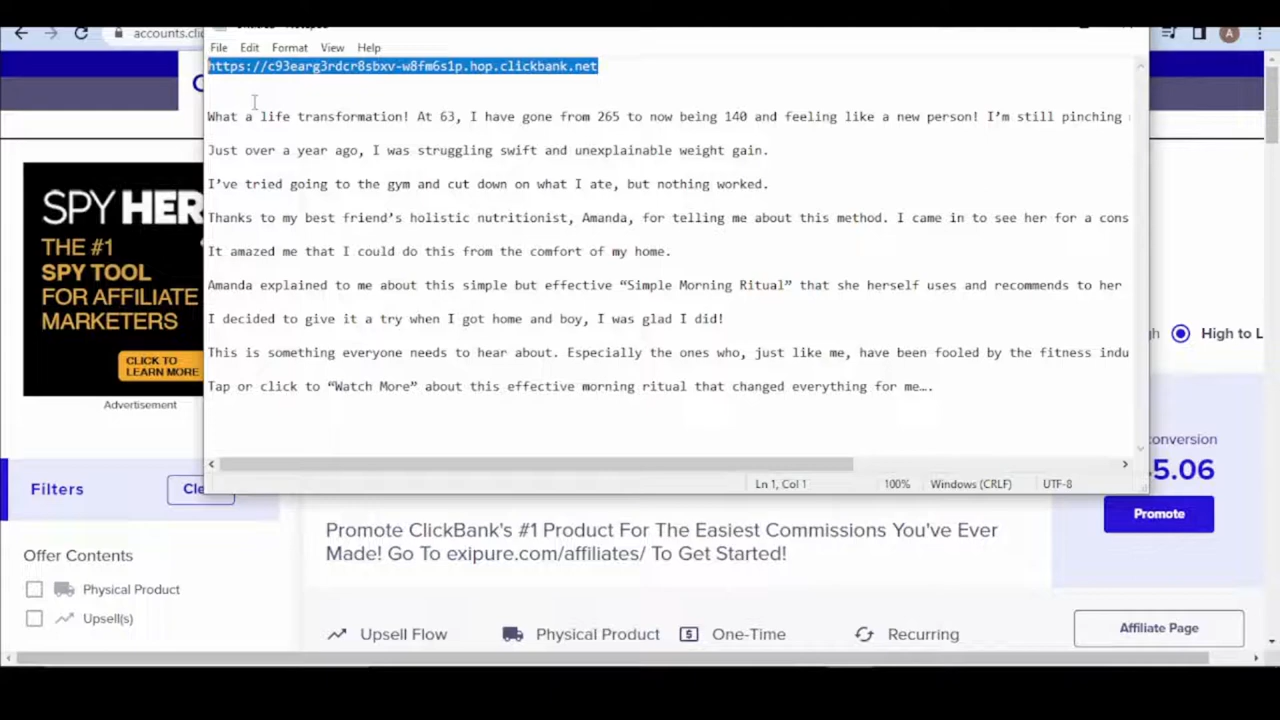 accounts.clic
A
File Edit Format View Help
https://c93earg3rdcr8sbxv-w8fm6s1p.hop.clickbank.net
What a life transformation! At 63, I have gone from 265 to now being 140 and feeling like a new person! I’m still pinching
Just over a year ago, I was struggling swift and unexplainable weight gain.
I’ve tried going to the gym and cut down on what I ate, but nothing worked.
Thanks to my best friend’s holistic nutritionist, Amanda, for telling me about this method. I came in to see her for a cons
It amazed me that I could do this from the comfort of my home.
Amanda explained to me about this simple but effective “Simple Morning Ritual” that she herself uses and recommends to her
I decided to give it a try when I got home and boy, I was glad I did!
This is something everyone needs to hear about. Especially the ones who, just like me, have been fooled by the fitness indu
Tap or click to “Watch More” about this effective morning ritual that changed everything for me….
Ln 1, Col 1 100% Windows (CRLF) UTF-8
SPY HER
THE #1
SPY TOOL
FOR AFFILIATE
MARKETERS
CLICK TO
LEARN MORE
Advertisement
gh High to L
conversion
5.06
Promote
Filters
Cle
Promote ClickBank's #1 Product For The Easiest Commissions You've Ever
Made! Go To exipure.com/affiliates/ To Get Started!
Offer Contents
Physical Product
Upsell(s)
Upsell Flow Physical Product One-Time Recurring
Affiliate Page